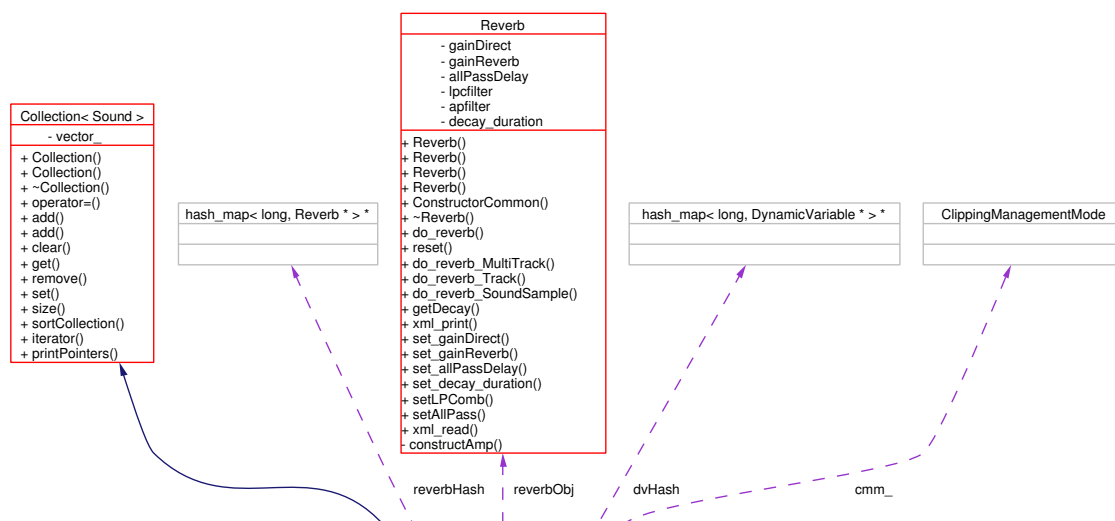 Reverb
- gainDirect
- gainReverb
- allPassDelay
- lpcfilter
- apfilter
- decay_duration
+ Reverb()
+ Reverb()
+ Reverb()
+ Reverb()
+ ConstructorCommon()
+ ~Reverb()
+ do_reverb()
+ reset()
+ do_reverb_MultiTrack()
+ do_reverb_Track()
+ do_reverb_SoundSample()
+ getDecay()
+ xml_print()
+ set_gainDirect()
+ set_gainReverb()
+ set_allPassDelay()
+ set_decay_duration()
+ setLPComb()
+ setAllPass()
+ xml_read()
- constructAmp()
Collection< Sound >
- vector_
+ Collection()
+ Collection()
+ ~Collection()
+ operator=()
+ add()
+ add()
+ clear()
+ get()
+ remove()
+ set()
+ size()
+ sortCollection()
+ iterator()
+ printPointers()
hash_map< long, Reverb * > *
hash_map< long, DynamicVariable * > *
ClippingManagementMode
reverbHash
reverbObj
dvHash
cmm_